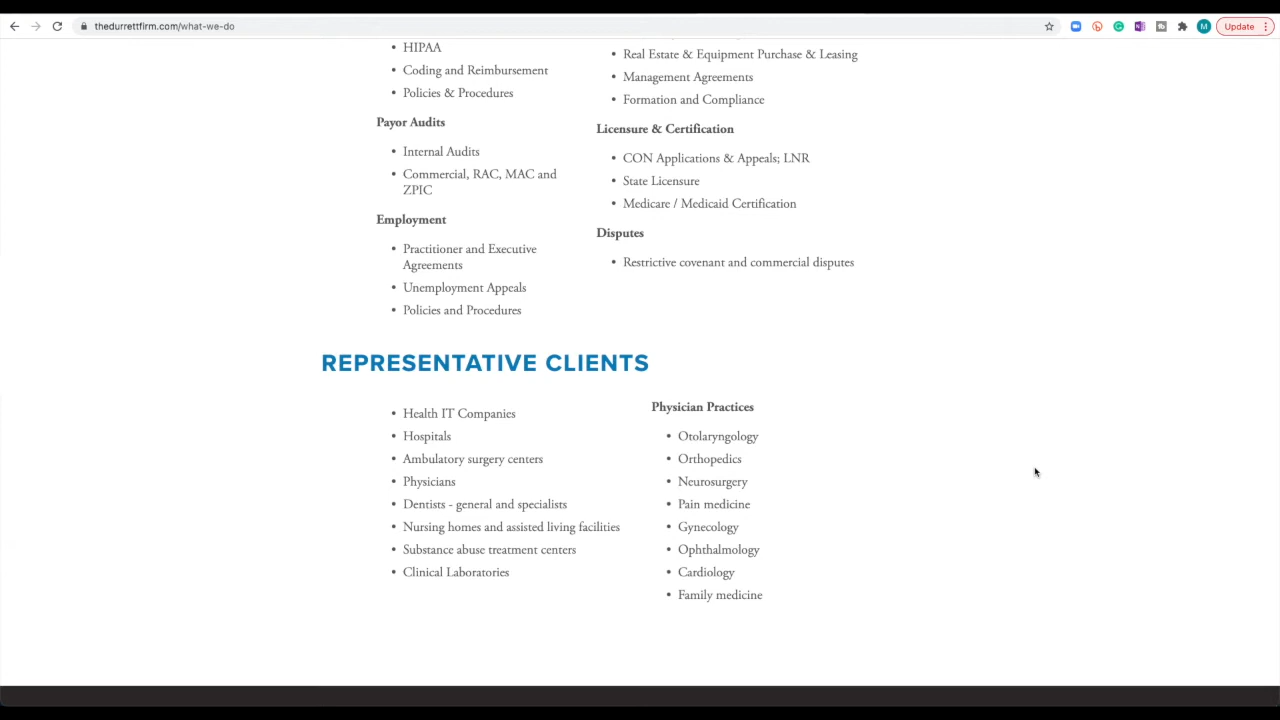 thedurrettfirm.com/what-we-do
M
Update
HIPAA
Coding and Reimbursement
Policies & Procedures
Payor Audits
Internal Audits
Commercial, RAC, MAC and
ZPIC
Employment
Practitioner and Executive
Agreements
Unemployment Appeals
Policies and Procedures
Real Estate & Equipment Purchase & Leasing
Management Agreements
Formation and Compliance
Licensure & Certification
CON Applications & Appeals; LNR
State Licensure
Medicare / Medicaid Certification
Disputes
Restrictive covenant and commercial disputes
REPRESENTATIVE CLIENTS
Health IT Companies
Hospitals
Ambulatory surgery centers
Physicians
Dentists - general and specialists
Nursing homes and assisted living facilities
Substance abuse treatment centers
Clinical Laboratories
Physician Practices
Otolaryngology
Orthopedics
Neurosurgery
Pain medicine
Gynecology
Ophthalmology
Cardiology
Family medicine